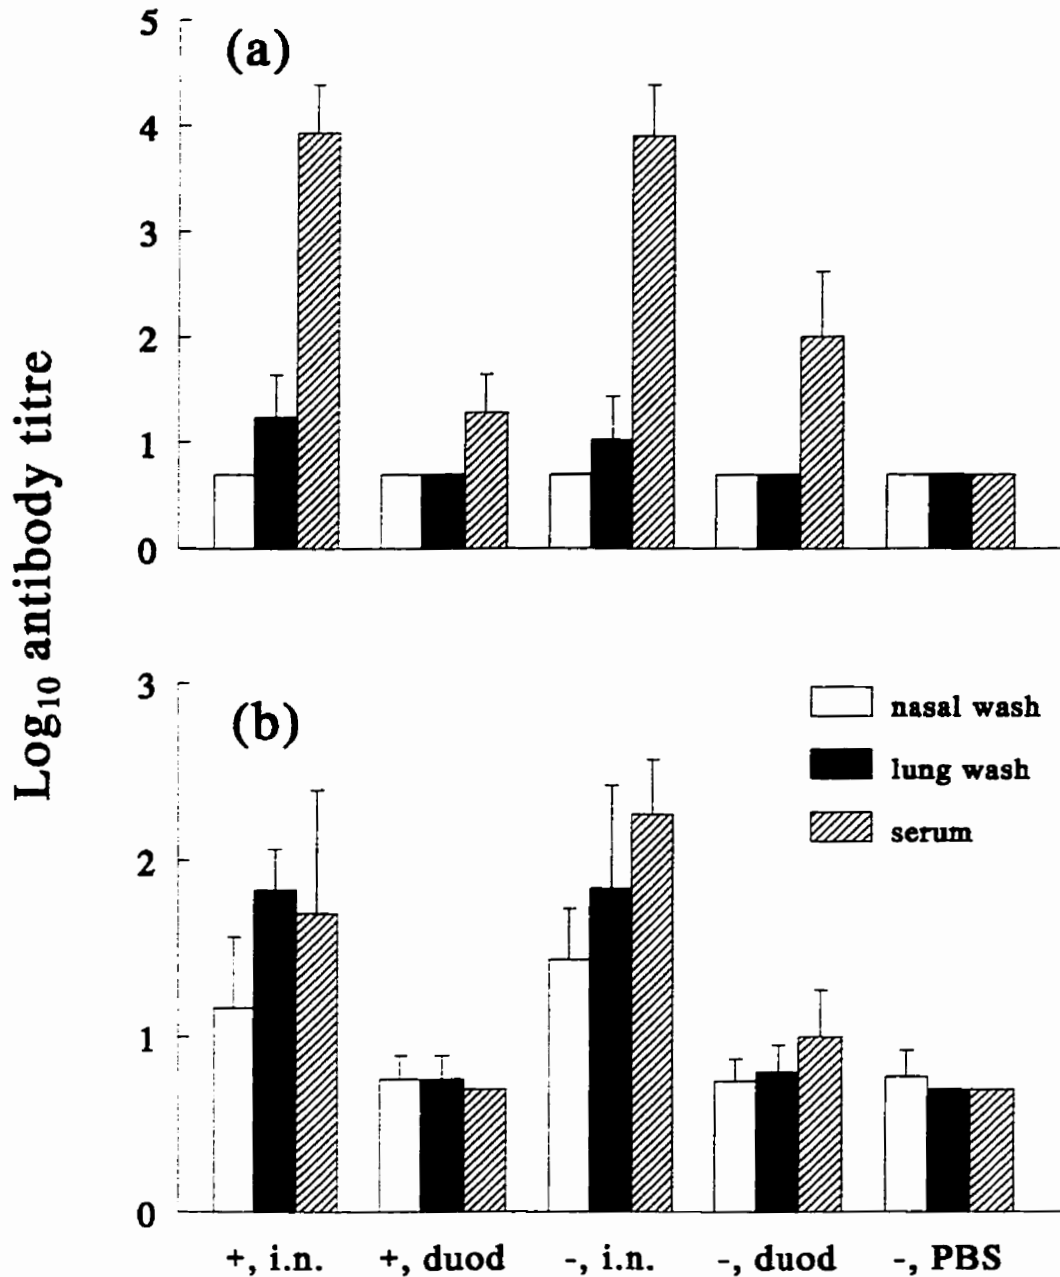 Log10 antibody titre
(a)
5
4
3
2
1
0
(b)
3
2
1
0
nasal wash
lung wash
serum
+, i.n.
+, duod
-, i.n.
-, duod
-, PBS